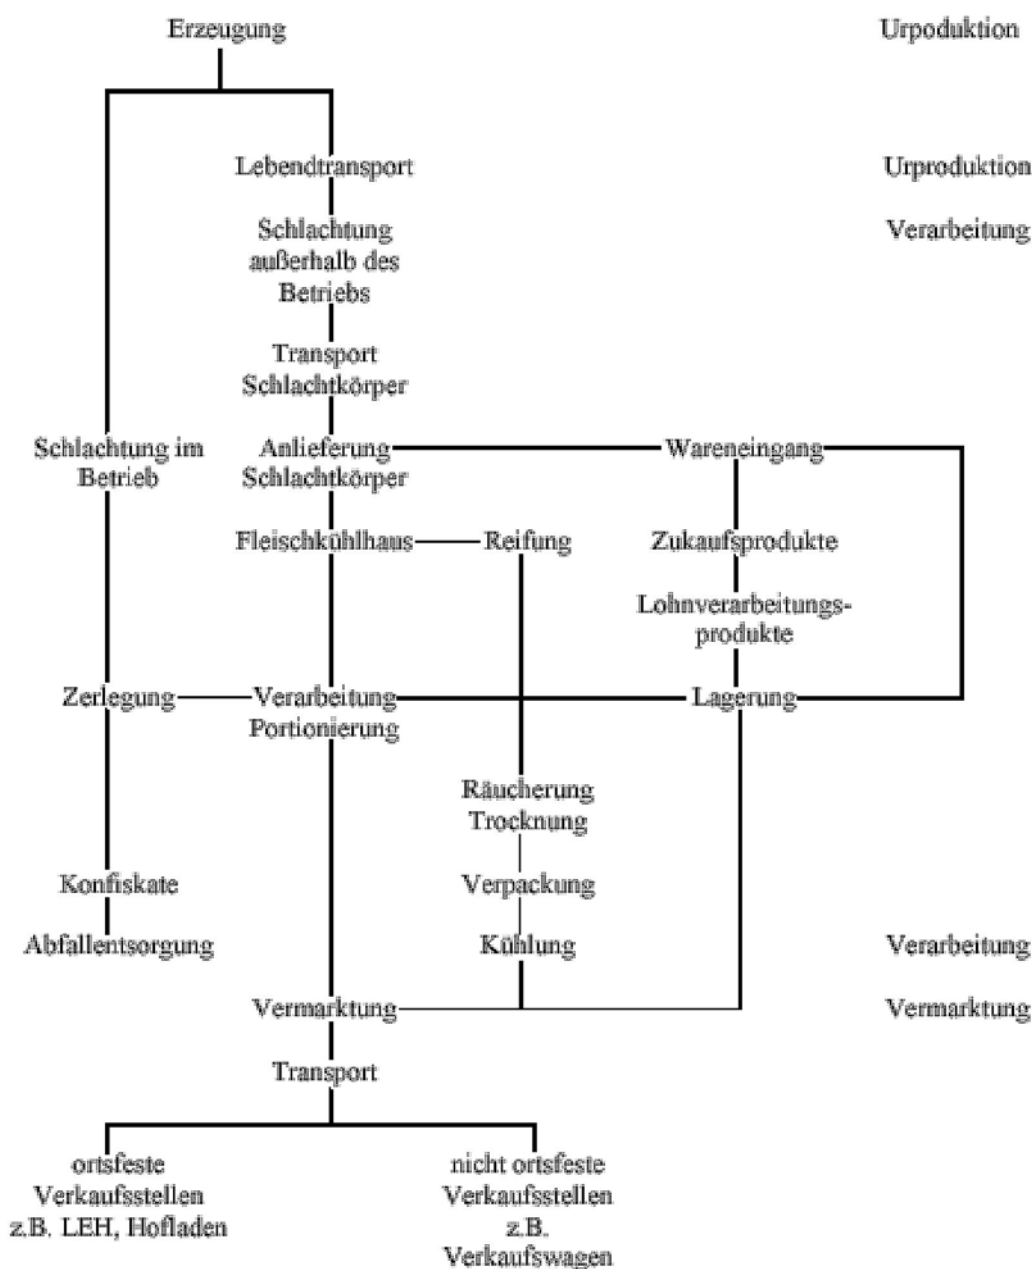 Erzeugung Urpoduktion
Lebendtransport Urproduktion
Schlachtung Verarbeitung
außerhalb des
Betriebs
Transport
Schlachtkörper
Schlachtung im Anlieferung Wareneingang
Betrieb Schlachtkörper
Fleischkühlhaus Reifung Zukaufsprodukte
Lohnverarbeitungs-
produkte
Zerlegung Verarbeitung Lagerung
Portionierung
Räucherung
Trocknung
Konfiskate Verpackung
Abfallentsorgung Kühlung Verarbeitung
Vermarktung Vermarktung
Transport
ortsfeste nicht ortsfeste
Verkaufsstellen Verkaufsstellen
z.B. LEH, Hofladen z.B.
Verkaufswagen